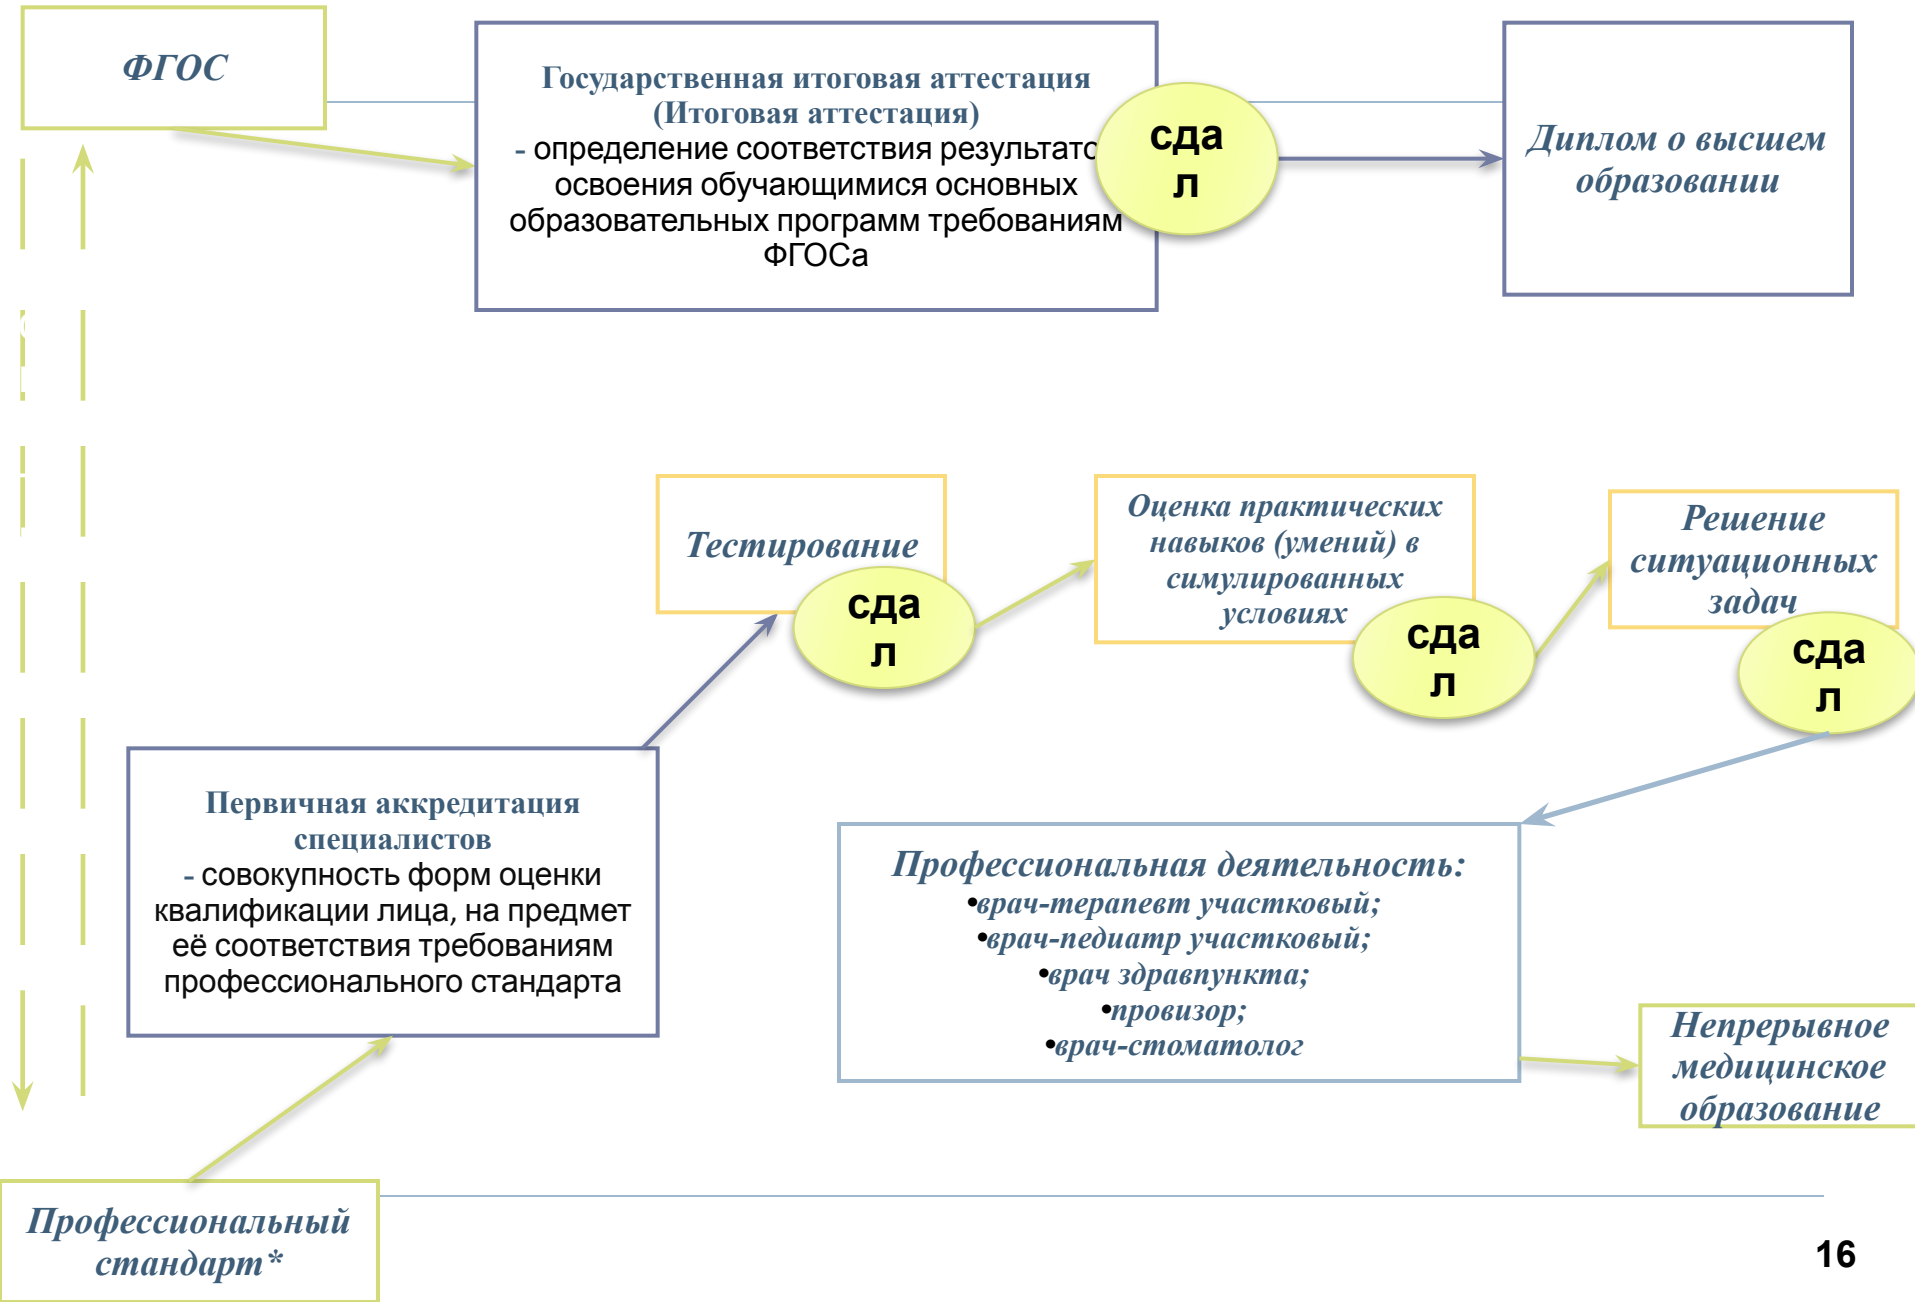 ФГОС
Государственная итоговая аттестация
(Итоговая аттестация)
- определение соответствия результато
освоения обучающимися основных
образовательных программ требованиям
ФГОСа
сда
л
Диплом о высшем
образовании
Тестирование
сда
л
Оценка практических
навыков (умений) в
симулированных
условиях
сда
л
Решение
ситуационных
задач
сда
л
Первичная аккредитация
специалистов
- совокупность форм оценки
квалификации лица, на предмет
её соответствия требованиям
профессионального стандарта
Профессиональная деятельность:
•врач-терапевт участковый;
•врач-педиатр участковый;
•врач здравпункта;
•провизор;
•врач-стоматолог
Непрерывное
медицинское
образование
Профессиональный
стандарт*
16